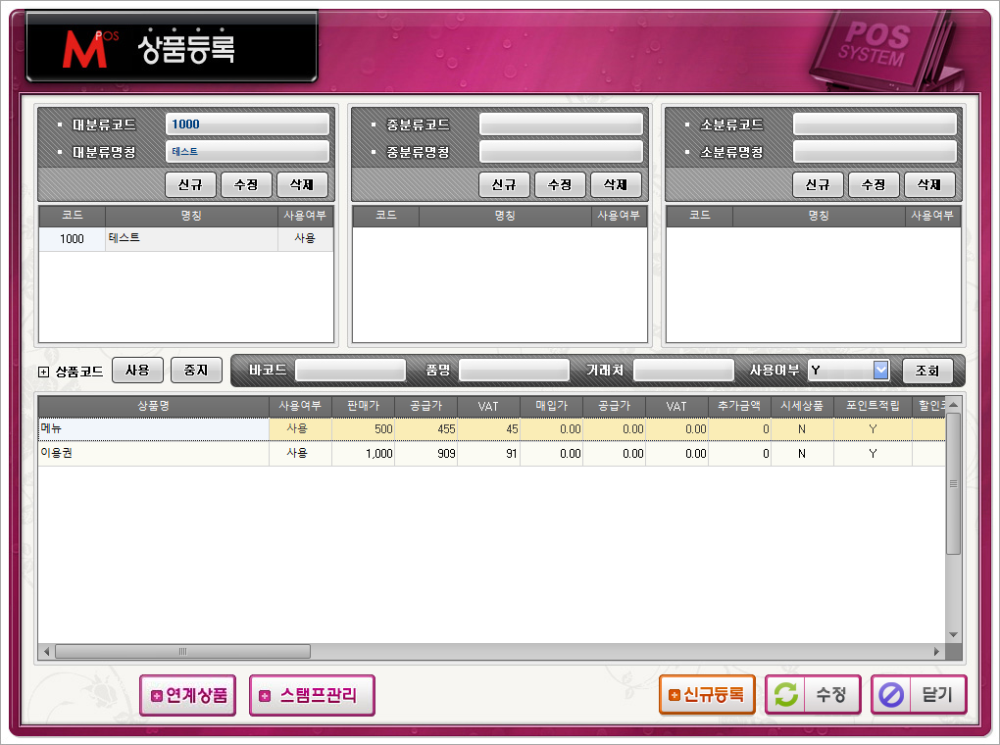 MPOS 상품등록
POS SYSTEM
대분류코드 1000 중분류코드 소분류코드
대분류명칭 테스트 중분류명칭 소분류명칭
신규 수정 삭제 신규 수정 삭제 신규 수정 삭제
코드 명칭 사용여부 코드 명칭 사용여부 코드 명칭 사용여부
1000 테스트 사용
상품코드 사용 중지 바코드 품명 거래처 사용여부 Y 조회
상품명 사용여부 판매가 공급가 VAT 매입가 공급가 VAT 추가금액 시세상품 포인트적립
메뉴 사용 500 455 45 0.00 0.00 0.00 0 N Y
이용권 사용 1,000 909 91 0.00 0.00 0.00 0 N Y
연계상품 스탬프관리 신규등록 수정 닫기